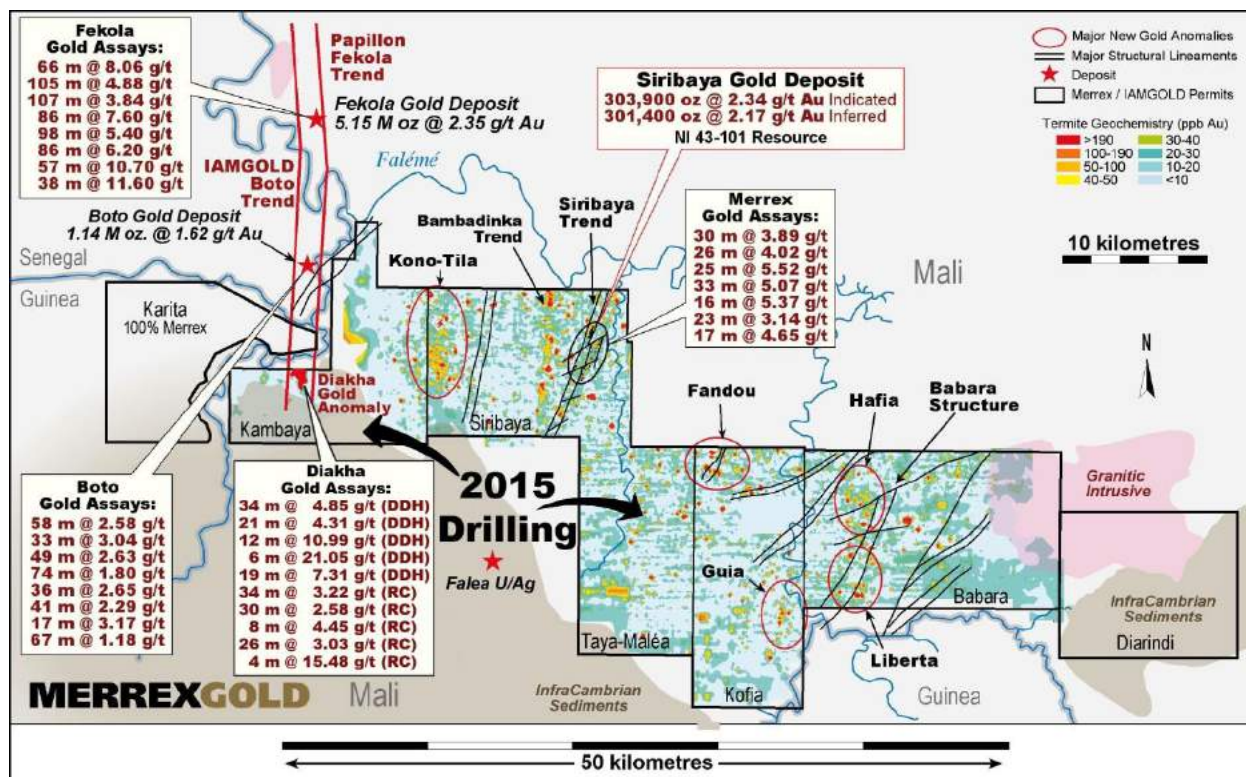 Fekola
Gold Assays:
66 m @ 8.06 g/t
105 m @ 4.88 g/t
107 m @ 3.84 g/t
86 m @ 7.60 g/t
98 m @ 5.40 g/t
86 m @ 6.20 g/t
57 m @ 10.70 g/t
38 m @ 11.60 g/t
Papillon
Fekola
Trend
Fekola Gold Deposit
5.15 M oz @ 2.35 g/t Au
IAMGOLD
Boto
Trend
Boto Gold Deposit
1.14 M oz. @ 1.62 g/t Au
Falémé
Siribaya Gold Deposit
303,900 oz @ 2.34 g/t Au Indicated
301,400 oz @ 2.17 g/t Au Inferred
NI 43-101 Resource
Major New Gold Anomalies
Major Structural Lineaments
Deposit
Merrex / IAMGOLD Permits
Termite Geochemistry (ppb Au)
>190
100-190
50-100
40-50
30-40
20-30
10-20
<10
10 kilometres
N
Merrex
Gold Assays:
30 m @ 3.89 g/t
26 m @ 4.02 g/t
25 m @ 5.52 g/t
33 m @ 5.07 g/t
16 m @ 5.37 g/t
23 m @ 3.14 g/t
17 m @ 4.65 g/t
Siribaya
Trend
Bambadinka
Trend
Kono-Tila
Mali
Senegal
Guinea
Karita
100% Merrex
Diakha
Gold
Anomaly
Kambaya
Siribaya
Fandou
Hafia
Babara
Structure
Granitic
Intrusive
2015
Drilling
Falea U/Ag
Boto
Gold Assays:
58 m @ 2.58 g/t
33 m @ 3.04 g/t
49 m @ 2.63 g/t
74 m @ 1.80 g/t
36 m @ 2.65 g/t
41 m @ 2.29 g/t
17 m @ 3.17 g/t
67 m @ 1.18 g/t
Diakha
Gold Assays:
34 m @ 4.85 g/t (DDH)
21 m @ 4.31 g/t (DDH)
12 m @ 10.99 g/t (DDH)
6 m @ 21.05 g/t (DDH)
19 m @ 7.31 g/t (DDH)
34 m @ 3.22 g/t (RC)
30 m @ 2.58 g/t (RC)
8 m @ 4.45 g/t (RC)
26 m @ 3.03 g/t (RC)
4 m @ 15.48 g/t (RC)
Guia
Babara
InfraCambrian
Sediments
Diarindi
Taya-Maléa
Liberta
Kofia
Guinea
MERREXGOLD
Mali
InfraCambrian
Sediments
50 kilometres